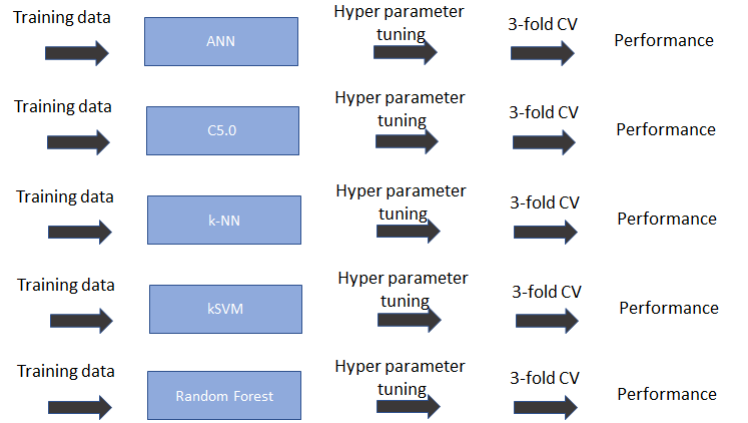 Training data
ANN
Hyper parameter
tuning
3-fold CV
Performance
Training data
C5.0
Hyper parameter
tuning
3-fold CV
Performance
Training data
k-NN
Hyper parameter
tuning
3-fold CV
Performance
Training data
kSVM
Hyper parameter
tuning
3-fold CV
Performance
Training data
Random Forest
Hyper parameter
tuning
3-fold CV
Performance